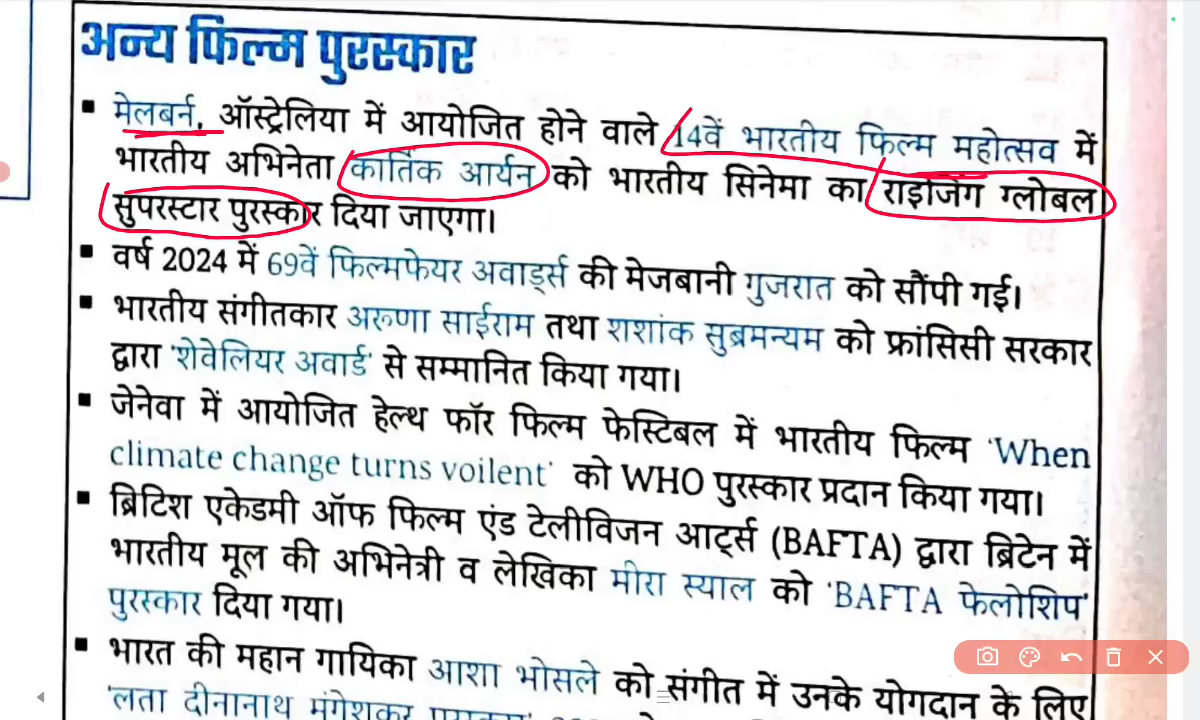 अन्य फिल्म पुरस्कार
▪ मेलबर्न, ऑस्ट्रेलिया में आयोजित होने वाले 14वें भारतीय फिल्म महोत्सव में
भारतीय अभिनेता कार्तिक आर्यन को भारतीय सिनेमा का राइजिंग ग्लोबल
सुपरस्टार पुरस्कार दिया जाएगा।
▪ वर्ष 2024 में 69वें फिल्मफेयर अवार्ड्स की मेजबानी गुजरात को सौंपी गई।
▪ भारतीय संगीतकार अरुणा साईराम तथा शशांक सुब्रमन्यम को फ्रांसिसी सरकार
द्वारा 'शेवेलियर अवार्ड' से सम्मानित किया गया।
▪ जेनेवा में आयोजित हेल्थ फॉर फिल्म फेस्टिबल में भारतीय फिल्म 'When
climate change turns voilent' को WHO पुरस्कार प्रदान किया गया।
▪ ब्रिटिश एकेडमी ऑफ फिल्म एंड टेलीविजन आर्ट्स (BAFTA) द्वारा ब्रिटेन में
भारतीय मूल की अभिनेत्री व लेखिका मीरा स्याल को 'BAFTA फेलोशिप'
पुरस्कार दिया गया।
▪ भारत की महान गायिका आशा भोसले को संगीत में उनके योगदान के लिए
'लता दीनानाथ मंगेशकर